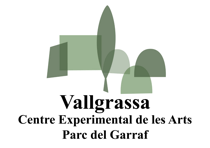 Vallgrassa
Centre Experimental de les Arts
Parc del Garraf